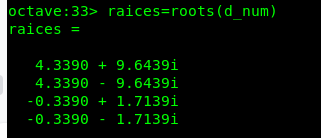 octave:33> raices=roots(d_num)
raices =
4.3390 + 9.6439i
4.3390 - 9.6439i
-0.3390 + 1.7139i
-0.3390 - 1.7139i